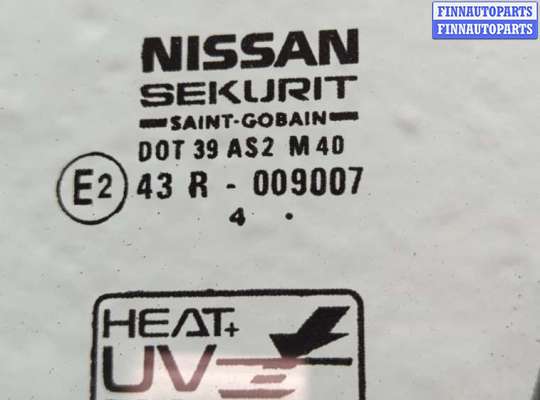 FINNAUTOPARTS
FINNAUTOPARTS
NISSAN
SEKURIT
SAINT-GOBAIN
DOT 39 AS2 M40
E2 43 R - 009007
4 .
HEAT+
UV